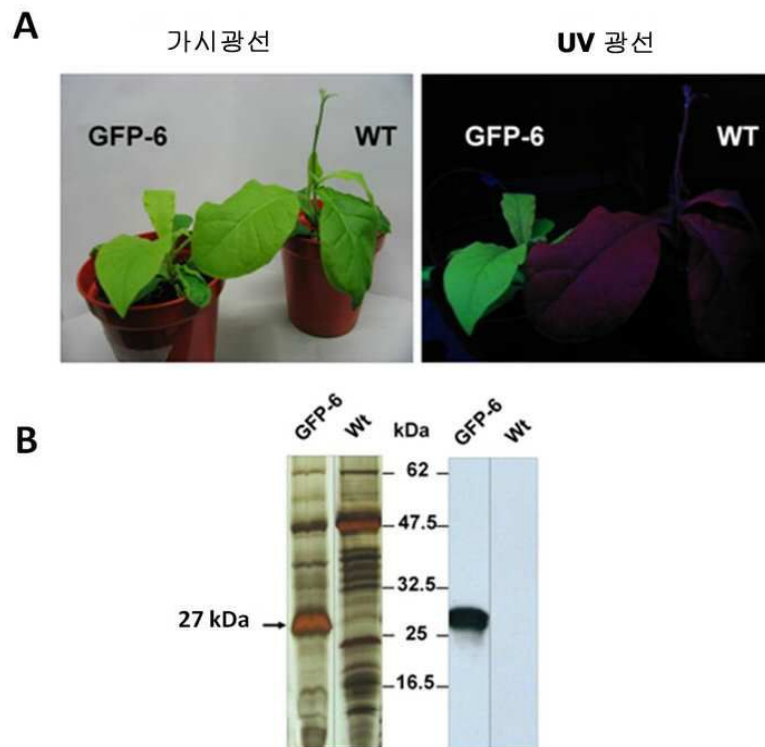 A
가시광선
UV 광선
GFP-6
WT
GFP-6
WT
B
GFP-6
Wt
kDa
GFP-6
Wt
62
47.5
32.5
27 kDa
25
16.5